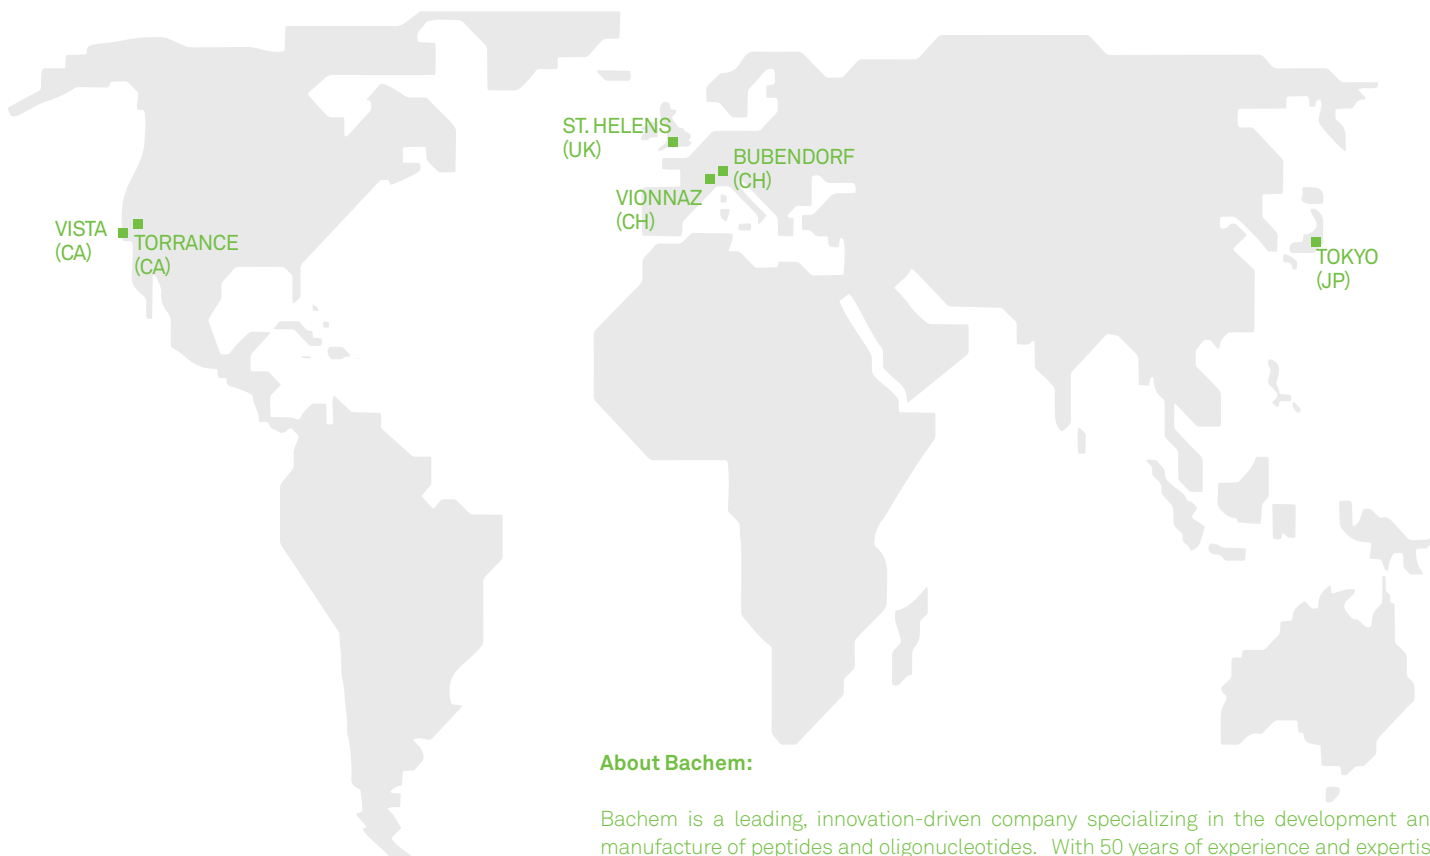 ST. HELENS
(UK)
BUBENDORF
(CH)
VIONNAZ
(CH)
VISTA
(CA)
TORRANCE
(CA)
TOKYO
(JP)
About Bachem:
Bachem is a leading, innovation-driven company specializing in the development an
manufacture of peptides and oligonucleotides. With 50 years of experience and expertis